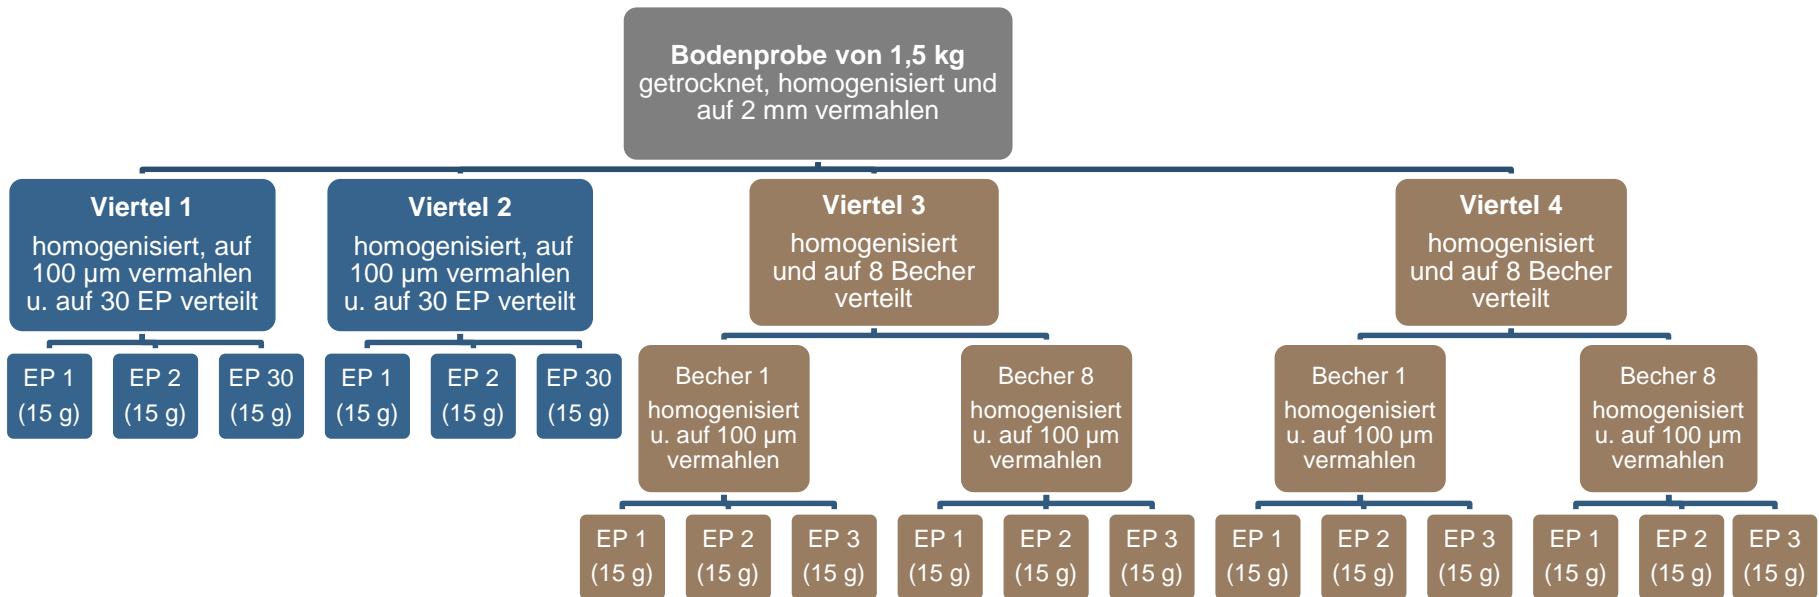 Bodenprobe von 1,5 kg
getrocknet, homogenisiert und
auf 2 mm vermahlen
Viertel 1
homogenisiert, auf
100 µm vermahlen
u. auf 30 EP verteilt
Viertel 2
homogenisiert, auf
100 µm vermahlen
u. auf 30 EP verteilt
Viertel 3
homogenisiert
und auf 8 Becher
verteilt
Viertel 4
homogenisiert
und auf 8 Becher
verteilt
EP 1
(15 g)
EP 2
(15 g)
EP 30
(15 g)
EP 1
(15 g)
EP 2
(15 g)
EP 30
(15 g)
Becher 1
homogenisiert
u. auf 100 µm
vermahlen
Becher 8
homogenisiert
u. auf 100 µm
vermahlen
Becher 1
homogenisiert
u. auf 100 µm
vermahlen
Becher 8
homogenisiert
u. auf 100 µm
vermahlen
EP 1
(15 g)
EP 2
(15 g)
EP 3
(15 g)
EP 1
(15 g)
EP 2
(15 g)
EP 3
(15 g)
EP 1
(15 g)
EP 2
(15 g)
EP 3
(15 g)
EP 1
(15 g)
EP 2
(15 g)
EP 3
(15 g)